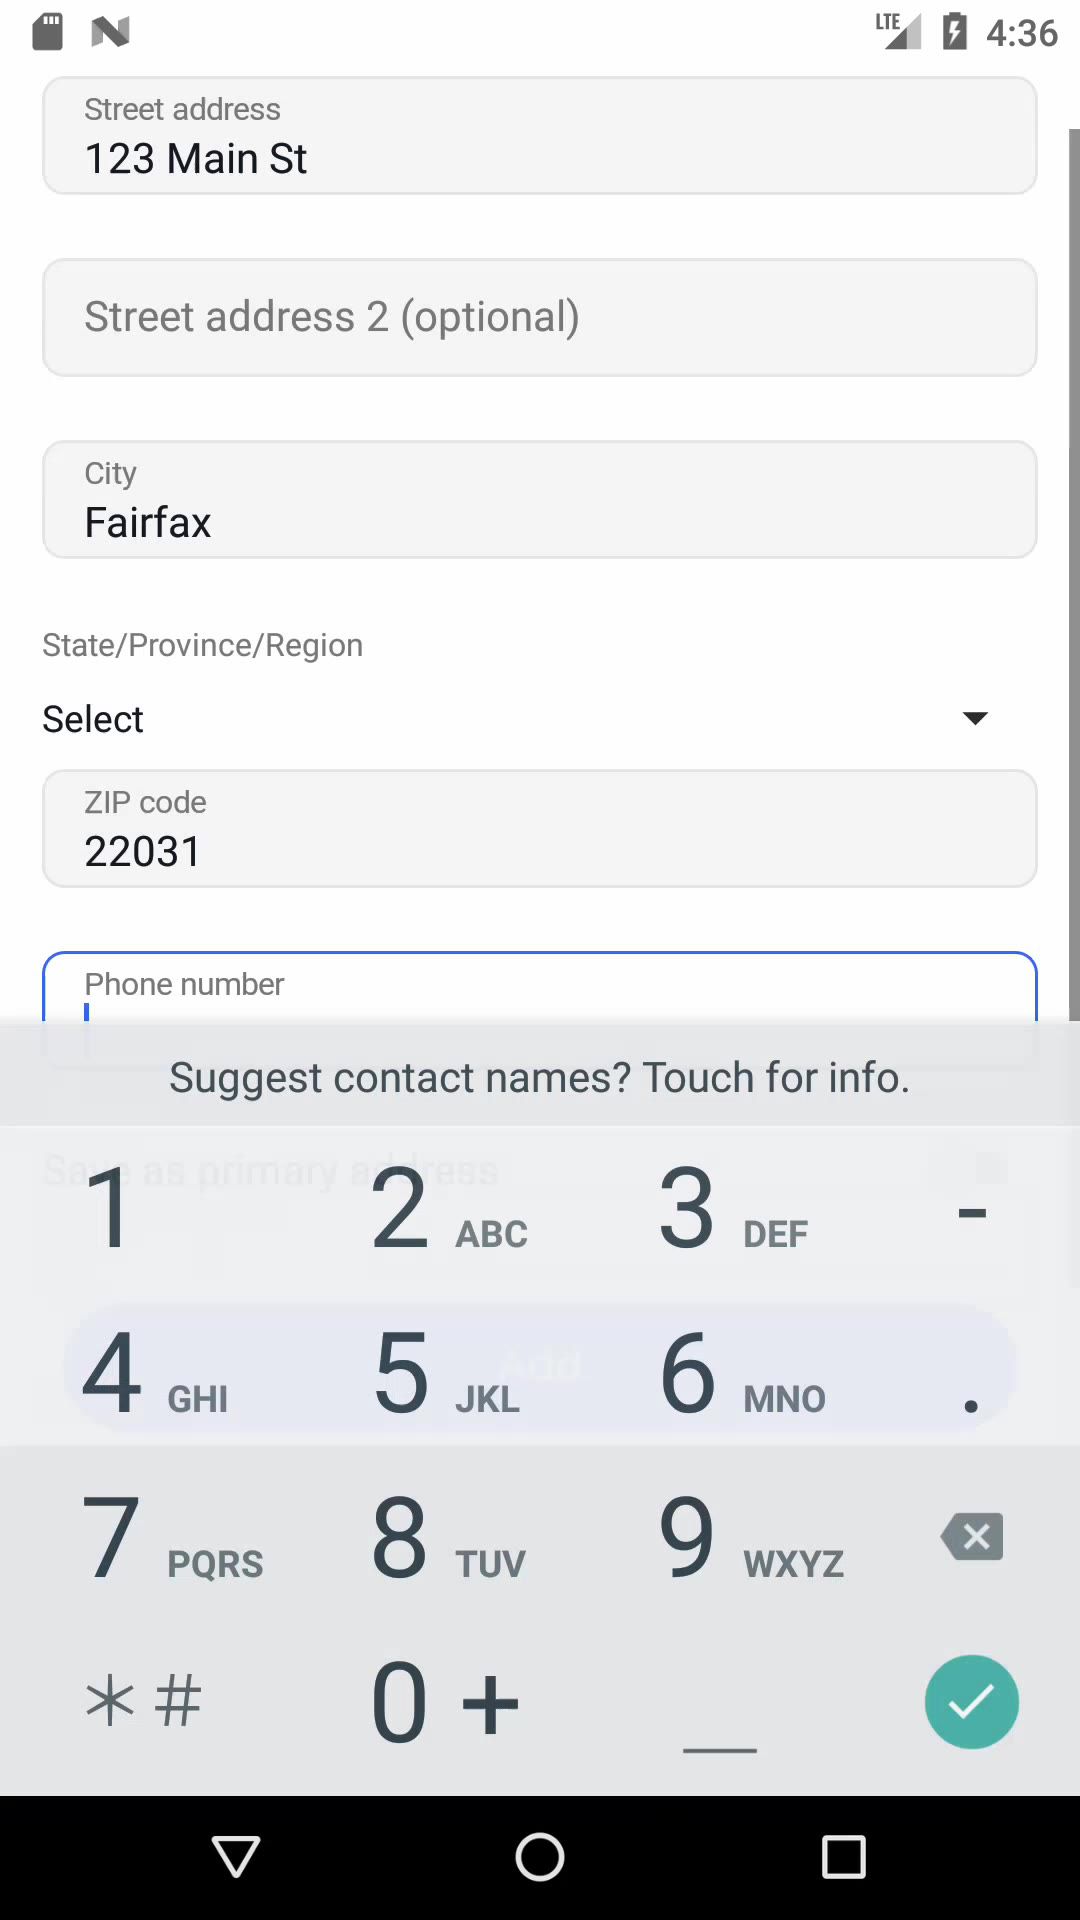 LTE 4:36
Street address
123 Main St
Street address 2 (optional)
City
Fairfax
State/Province/Region
Select
ZIP code
22031
Phone number
Suggest contact names? Touch for info.
Save as primary address
1 2 ABC 3 DEF -
Add
4 GHI 5 JKL 6 MNO .
7 PQRS 8 TUV 9 WXYZ
*# 0 + _